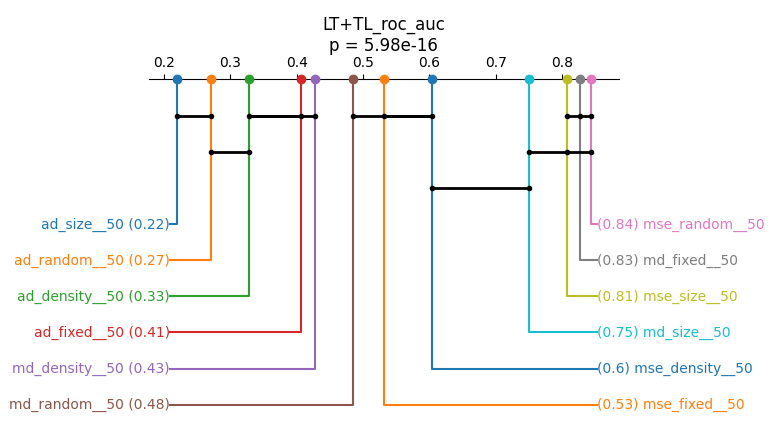 LT+TL_roc_auc
p = 5.98e-16
0.2 0.3 0.4 0.5 0.6 0.7 0.8
ad_size__50 (0.22)
(0.84) mse_random__50
ad_random__50 (0.27)
(0.83) md_fixed__50
ad_density__50 (0.33)
(0.81) mse_size__50
ad_fixed__50 (0.41)
(0.75) md_size__50
md_density__50 (0.43)
(0.6) mse_density__50
md_random__50 (0.48)
(0.53) mse_fixed__50